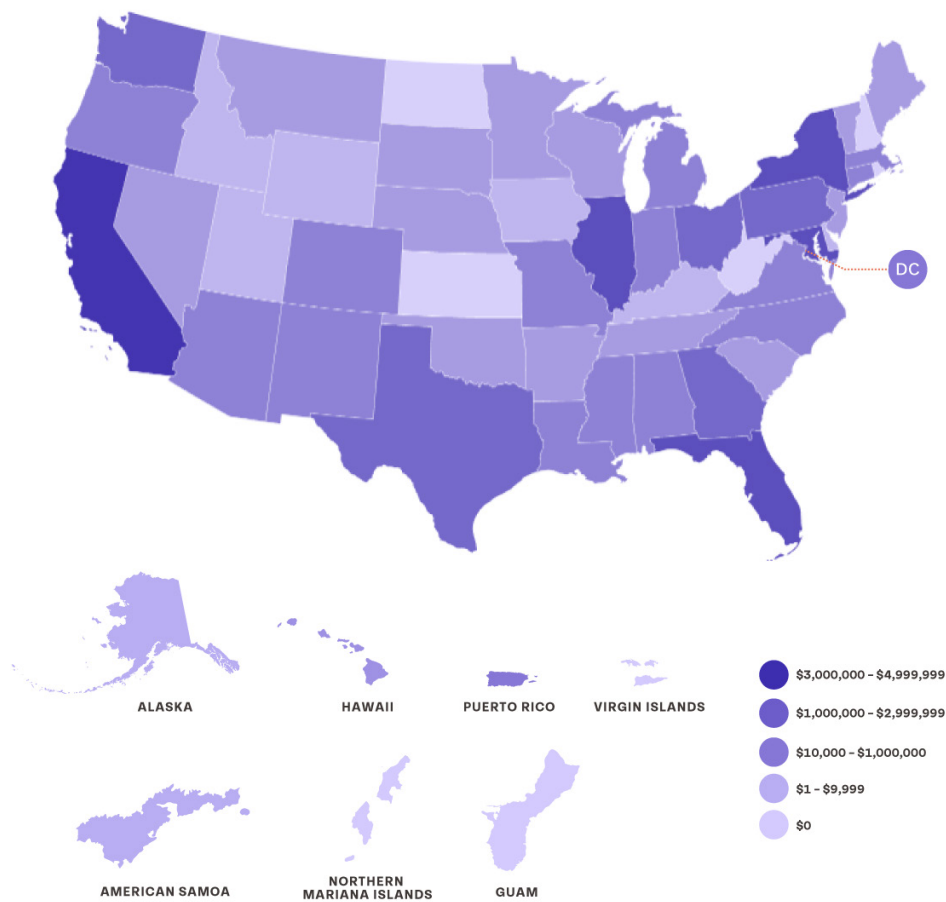 DC
ALASKA
HAWAII
PUERTO RICO
VIRGIN ISLANDS
AMERICAN SAMOA
NORTHERN
MARIANA ISLANDS
GUAM
$3,000,000 – $4,999,999
$1,000,000 – $2,999,999
$10,000 – $1,000,000
$1 – $9,999
$0